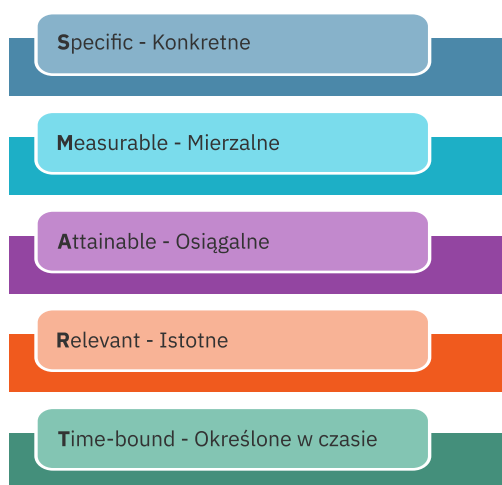 Specific - Konkretne
Measurable - Mierzalne
Attainable - Osiągalne
Relevant - Istotne
Time-bound - Określone w czasie